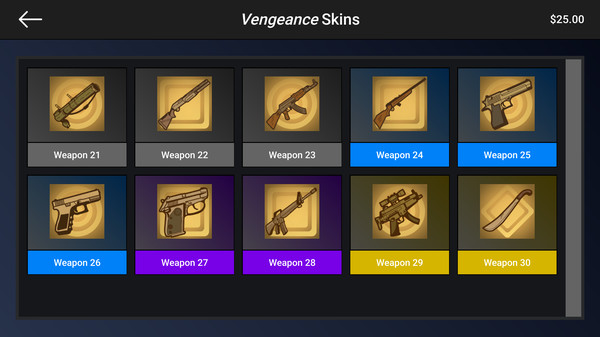 Vengeance Skins
$25.00
Weapon 21
Weapon 22
Weapon 23
Weapon 24
Weapon 25
Weapon 26
Weapon 27
Weapon 28
Weapon 29
Weapon 30